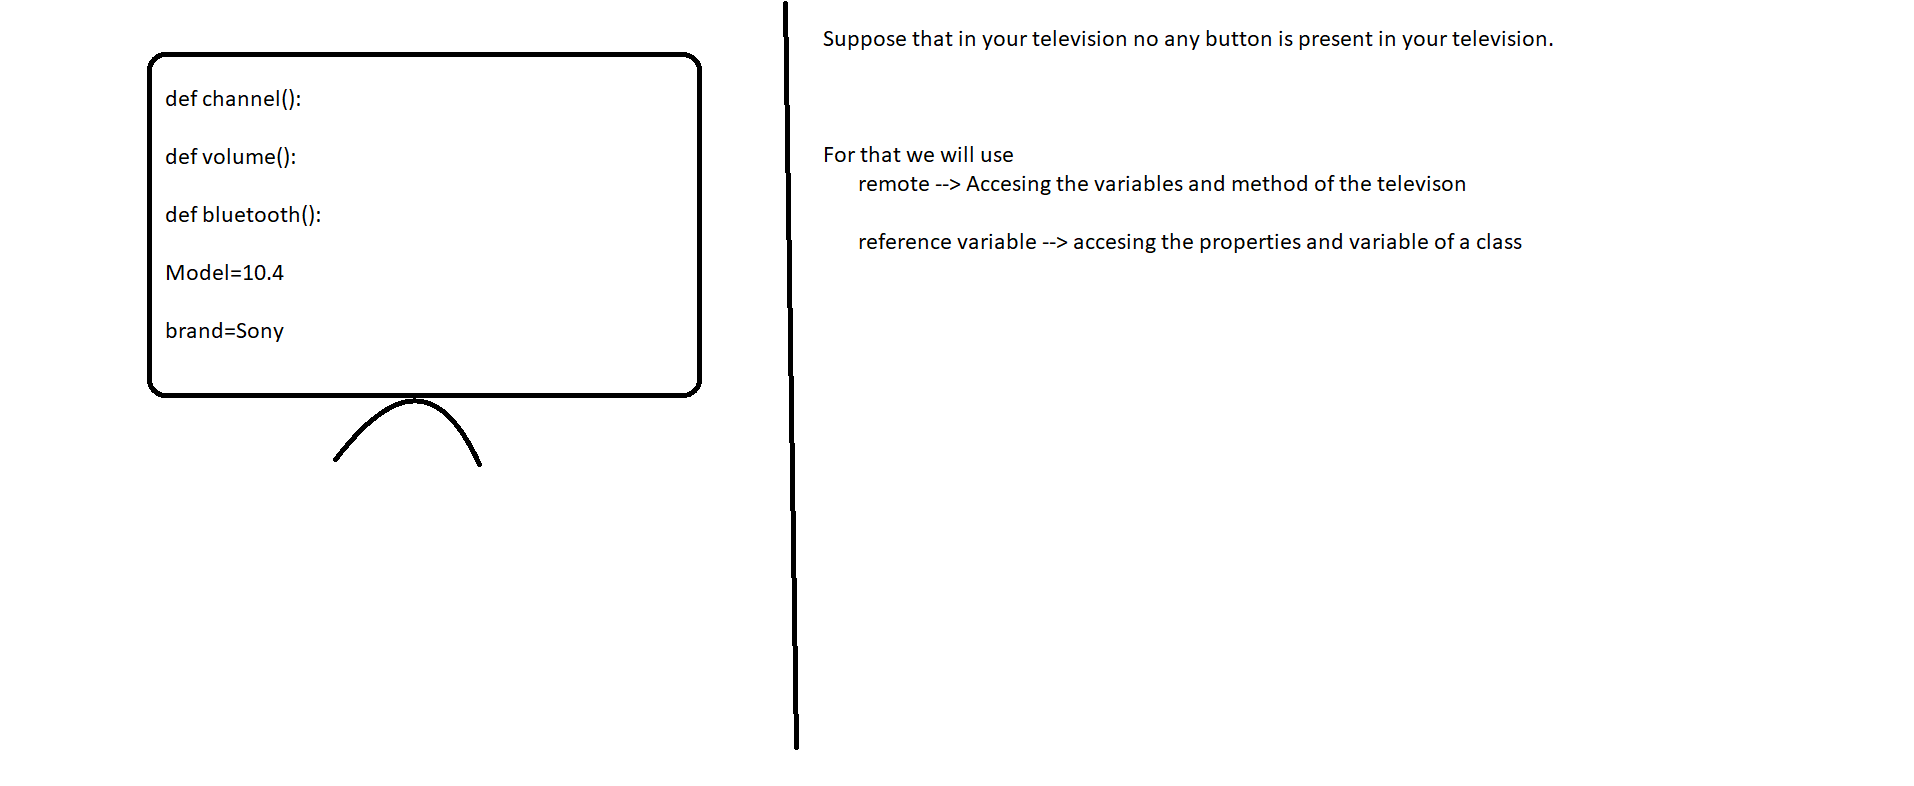 def channel():
def volume():
def bluetooth():
Model=10.4
brand=Sony
Suppose that in your television no any button is present in your television.
For that we will use
remote --> Accesing the variables and method of the televison
reference variable --> accesing the properties and variable of a class